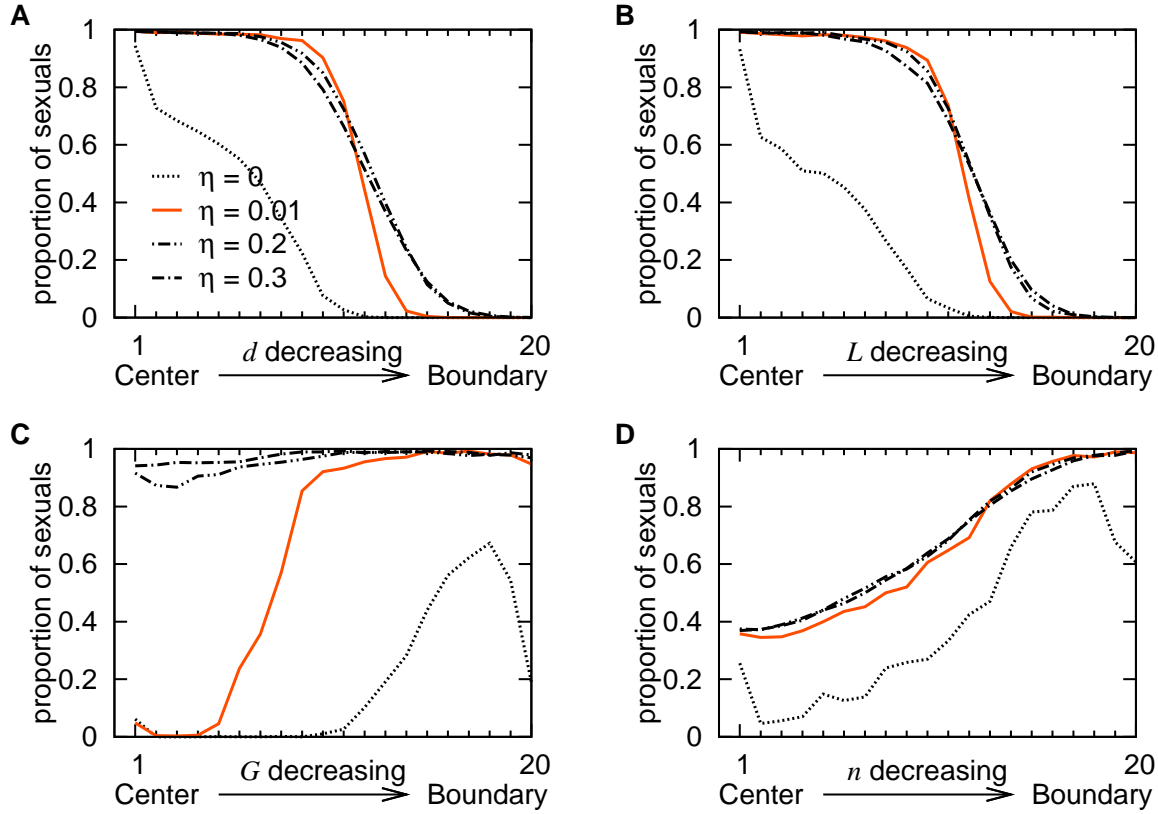 A
proportion of sexuals
1
0.8
0.6
0.4
0.2
0
η = 0
η = 0.01
η = 0.2
η = 0.3
1 20
d decreasing
Center Boundary
B
proportion of sexuals
1
0.8
0.6
0.4
0.2
0
1 20
L decreasing
Center Boundary
C
proportion of sexuals
1
0.8
0.6
0.4
0.2
0
1 20
G decreasing
Center Boundary
D
proportion of sexuals
1
0.8
0.6
0.4
0.2
0
1 20
n decreasing
Center Boundary